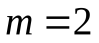 m = 2